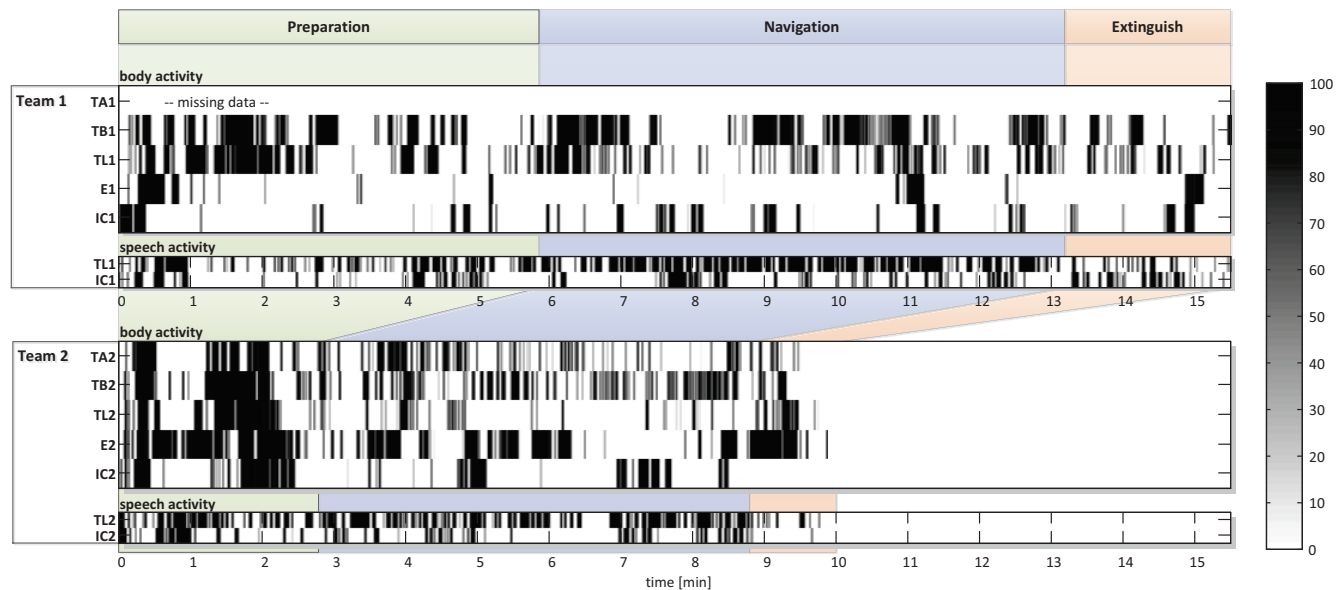 Preparation Navigation Extinguish
body activity
Team 1 TA1 -- missing data --
TB1
TL1
E1
IC1
speech activity
TL1
IC1
0 1 2 3 4 5 6 7 8 9 10 11 12 13 14 15
body activity
Team 2 TA2
TB2
TL2
E2
IC2
speech activity
TL2
IC2
0 1 2 3 4 5 6 7 8 9 10 11 12 13 14 15
time [min]
100
90
80
70
60
50
40
30
20
10
0